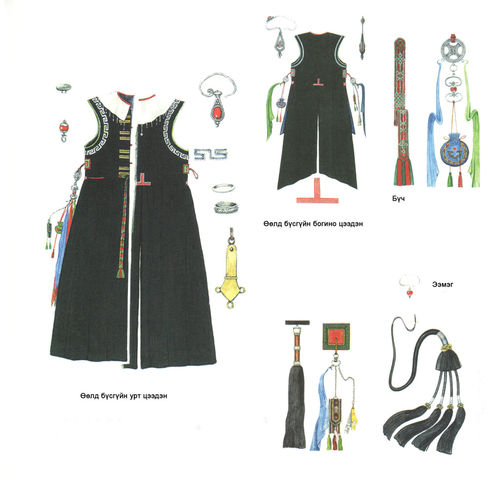 Өөлд бүсгүйн богино цээдэн
Бүч
Ээмэг
Өөлд бүсгүйн урт цээдэн